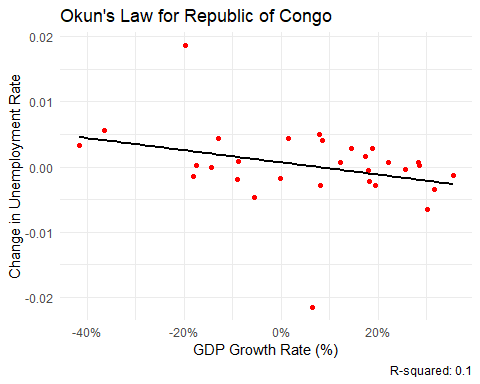 Okun's Law for Republic of Congo
Change in Unemployment Rate
0.02
0.01
0.00
-0.01
-0.02
-40%
-20%
0%
20%
GDP Growth Rate (%)
R-squared: 0.1